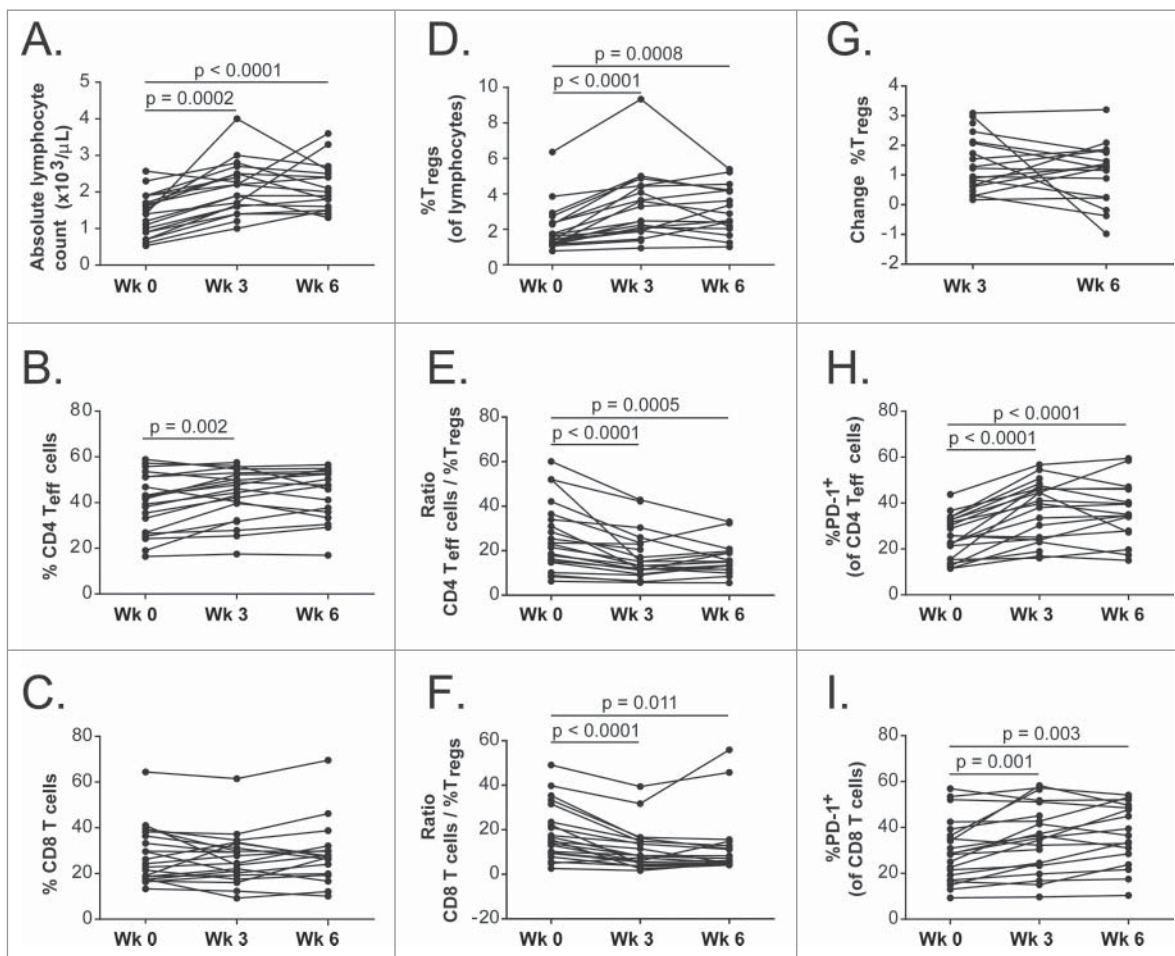 A.
p < 0.0001
p = 0.0002
Absolute lymphocyte
count (x10³/µL)
5
4
3
2
1
0
Wk 0 Wk 3 Wk 6
D.
p = 0.0008
p < 0.0001
%Tregs
(of lymphocytes)
10
8
6
4
2
0
Wk 0 Wk 3 Wk 6
G.
Change %Tregs
4
3
2
1
0
-1
-2
Wk 3 Wk 6
B.
p = 0.002
% CD4 Teff cells
80
60
40
20
0
Wk 0 Wk 3 Wk 6
E.
p = 0.0005
p < 0.0001
Ratio
CD4 Teff cells / %Tregs
80
60
40
20
0
Wk 0 Wk 3 Wk 6
H.
p < 0.0001
p < 0.0001
%PD-1⁺
(of CD4 Teff cells)
80
60
40
20
0
Wk 0 Wk 3 Wk 6
C.
% CD8 T cells
80
60
40
20
0
Wk 0 Wk 3 Wk 6
F.
p = 0.011
p < 0.0001
Ratio
CD8 T cells / %Tregs
60
40
20
0
-20
Wk 0 Wk 3 Wk 6
I.
p = 0.003
p = 0.001
%PD-1⁺
(of CD8 T cells)
80
60
40
20
0
Wk 0 Wk 3 Wk 6